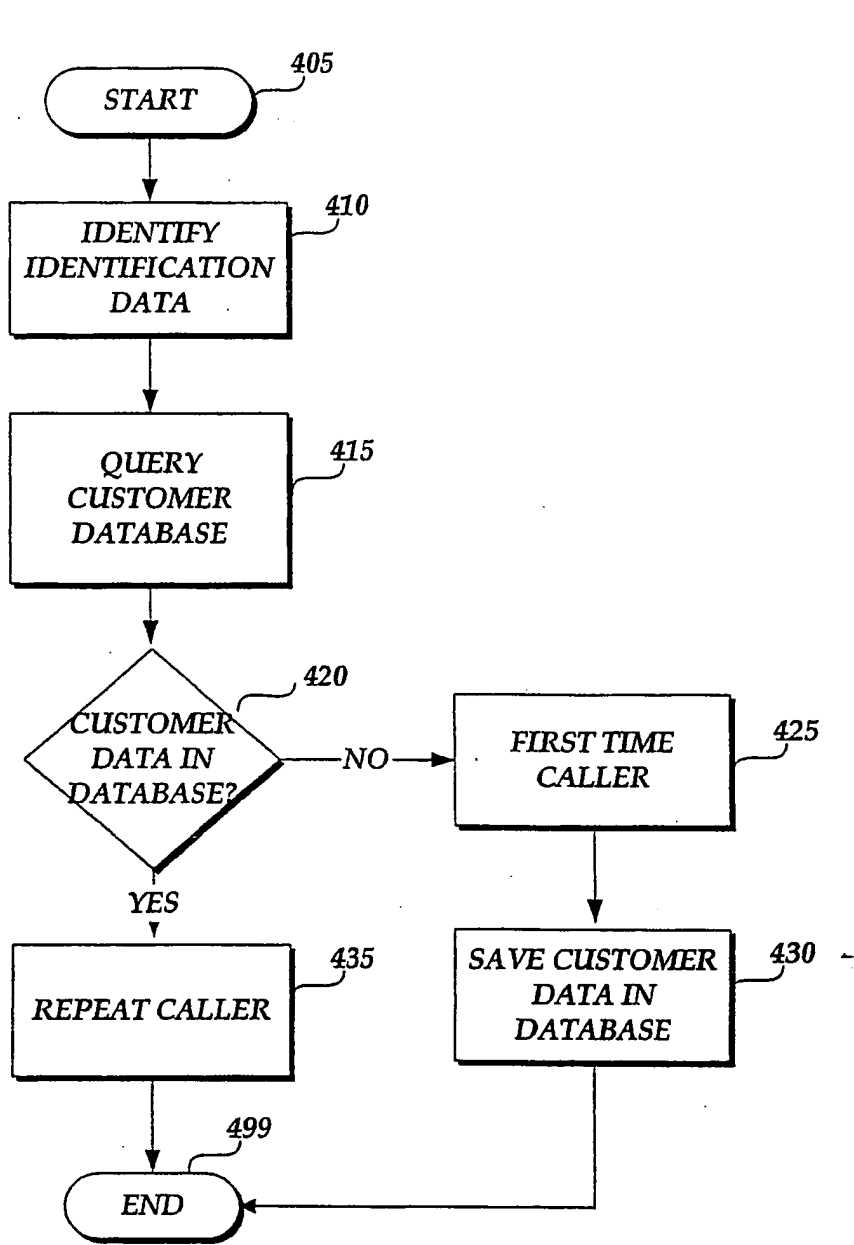 405
START
410
IDENTIFY
IDENTIFICATION
DATA
415
QUERY
CUSTOMER
DATABASE
420
CUSTOMER
DATA IN
DATABASE?
NO
425
FIRST TIME
CALLER
YES
435
REPEAT CALLER
430
SAVE CUSTOMER
DATA IN
DATABASE
499
END